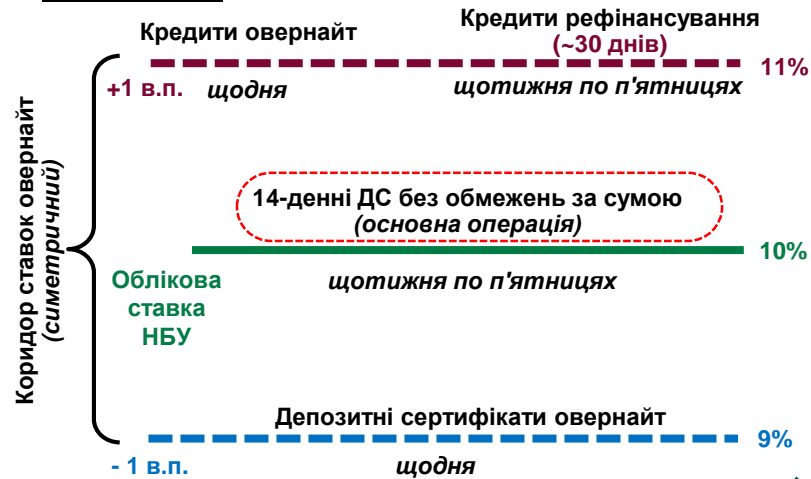 Кредити овернайт
Кредити рефінансування
(~30 днів)
11%
+1 в.п.
щодня
щотижня по п'ятницях
Коридор ставок овернайт
(симетричний)
14-денні ДС без обмежень за сумою
(основна операція)
10%
Облікова
ставка
НБУ
щотижня по п'ятницях
Депозитні сертифікати овернайт
9%
- 1 в.п.
щодня